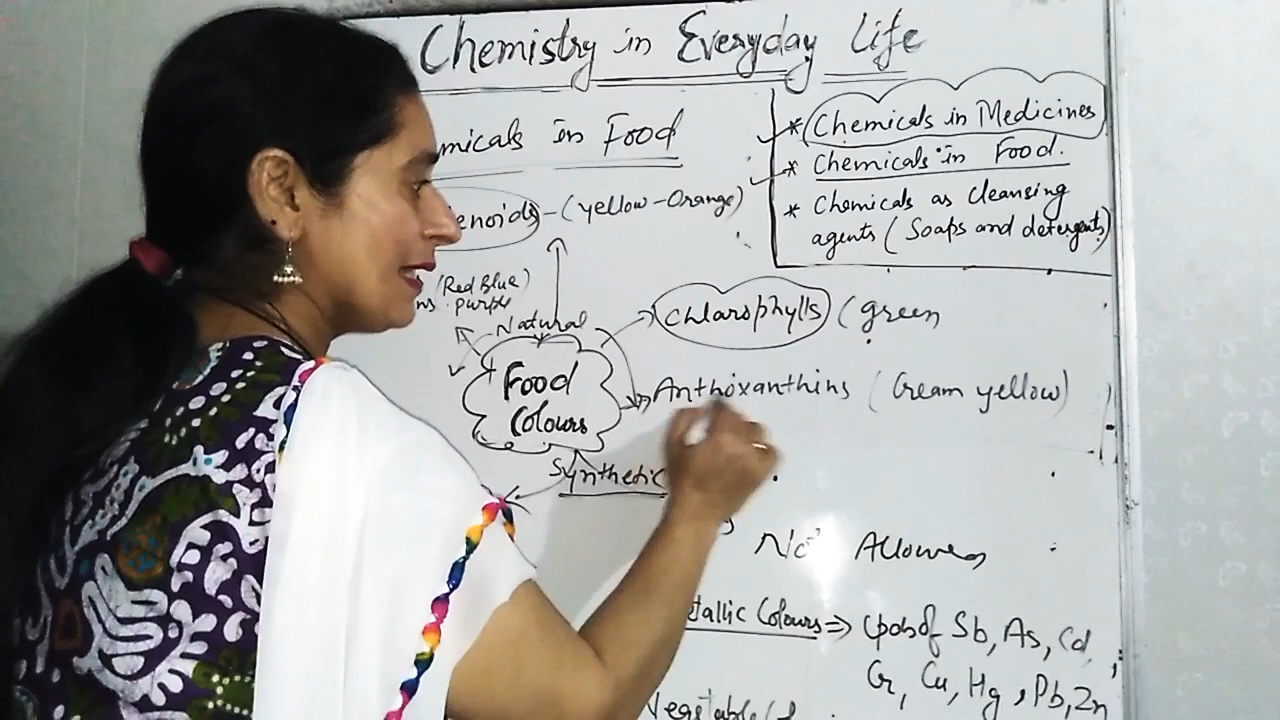 Chemistry in Everyday Life
micals in Food
* Chemicals in Medicines
* Chemicals in Food.
* Chemicals as Cleansing
agents (Soaps and detergents)
enoids - (yellow-Orange)
(Red Blue)
ns purple
Natural
Chlorophylls (green
Food
Colours
Anthoxanthins (Cream yellow)
Synthetic
Not Allowed
etallic Colours => Cpds of Sb, As, Cd,
Cr, Cu, Hg, Pb, Zn